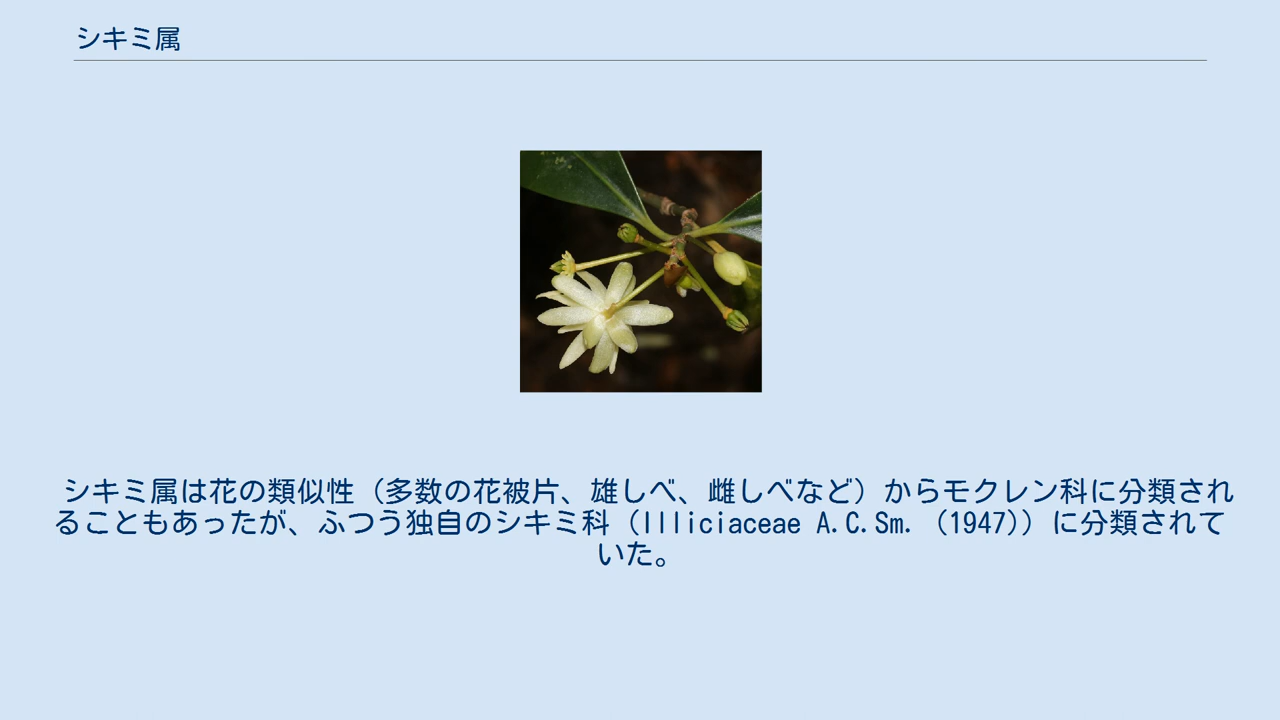 シキミ属
シキミ属は花の類似性（多数の花被片、雄しべ、雌しべなど）からモクレン科に分類され
ることもあったが、ふつう独自のシキミ科（Illiciaceae A.C.Sm. (1947)）に分類されて
いた。